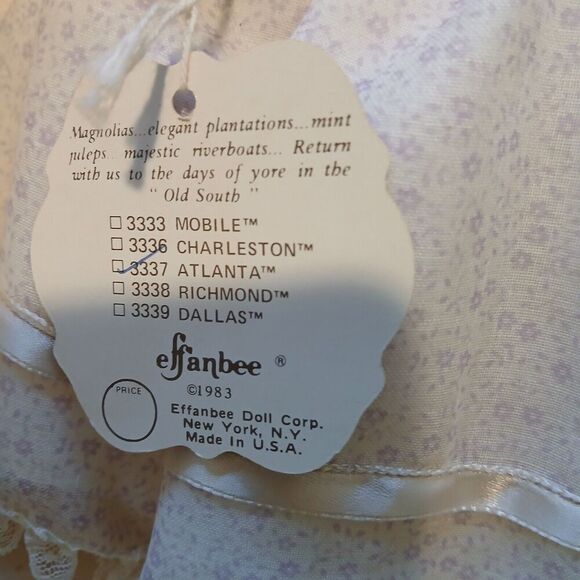 Magnolias...elegant plantations...mint
juleps... majestic riverboats... Return
with us to the days of yore in the
" Old South "
☐ 3333 MOBILE™
☐ 3336 CHARLESTON™
☐ 3337 ATLANTA™
☐ 3338 RICHMOND™
☐ 3339 DALLAS™
effanbee ®
©1983
PRICE
Effanbee Doll Corp.
New York, N.Y.
Made In U.S.A.